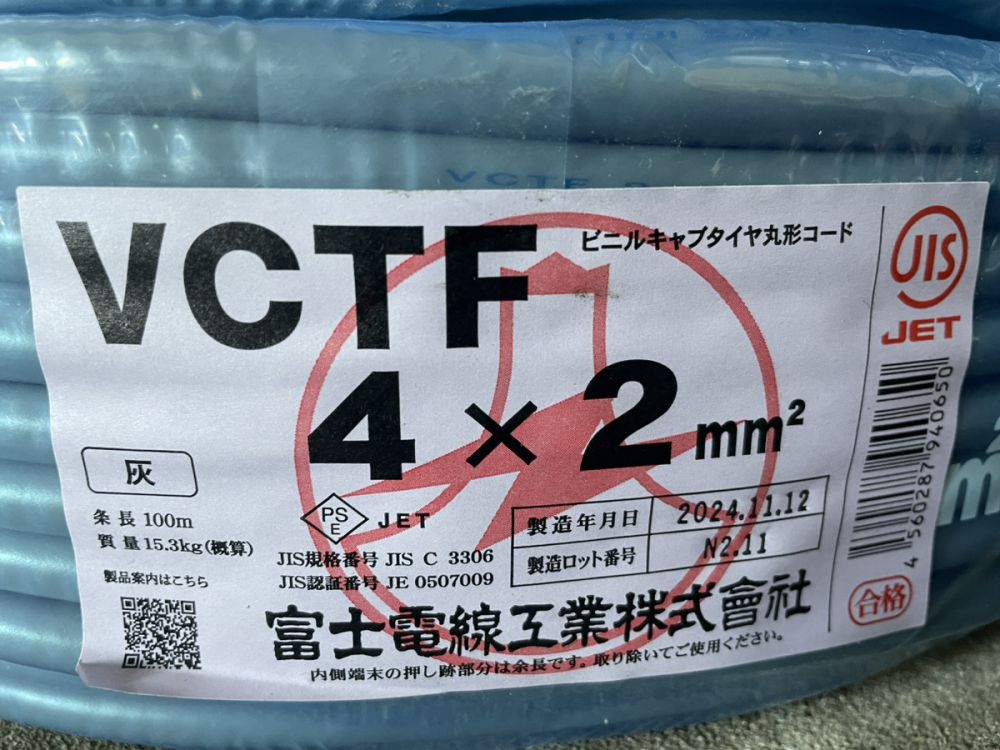 VCTF
VCTF
ビニルキャブタイヤ丸形コード
4×2mm²
灰
条長 100m
質量 15.3kg(概算)
製品案内はこちら
PS
E
JET
JIS規格番号 JIS C 3306
JIS認証番号 JE 0507009
製造年月日 2024.11.12
製造ロット番号 N2.11
富士電線工業株式會社
内側端末の押し跡部分は余長です。取り除いてご使用ください。
JIS
JET
4560287940650
合格